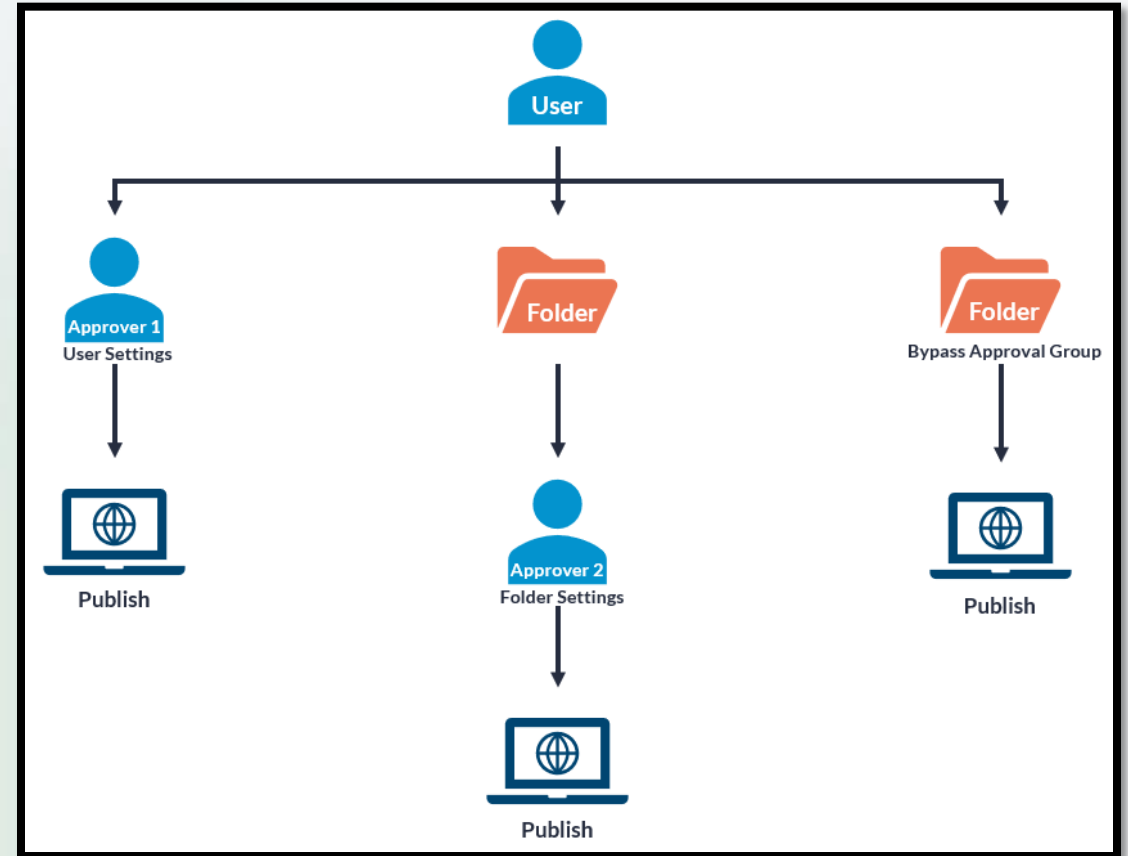 User
Approver 1
User Settings
Folder
Folder
Bypass Approval Group
Publish
Approver 2
Folder Settings
Publish
Publish